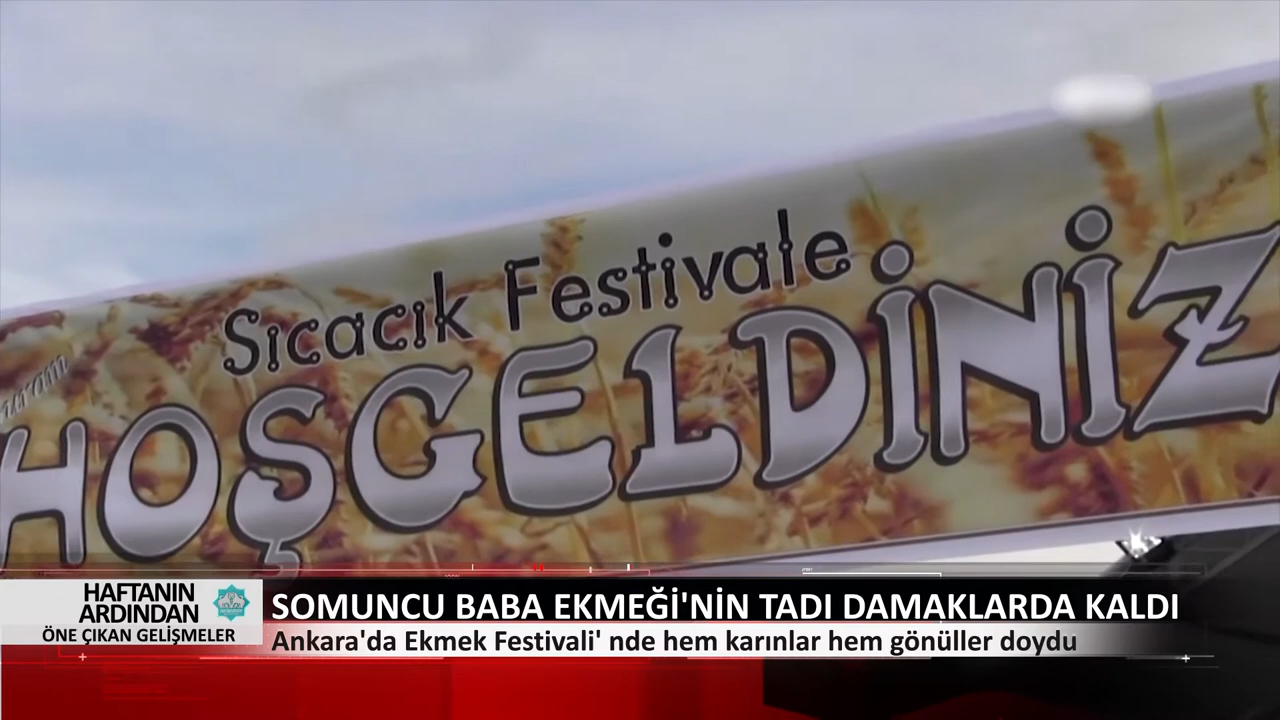 Sıcacık Festivale
HOŞGELDİNİZ
HAFTANIN
ARDINDAN
ÖNE ÇIKAN GELİŞMELER
SOMUNCU BABA EKMEĞİ'NİN TADI DAMAKLARDA KALDI
Ankara'da Ekmek Festivali' nde hem karınlar hem gönüller doydu